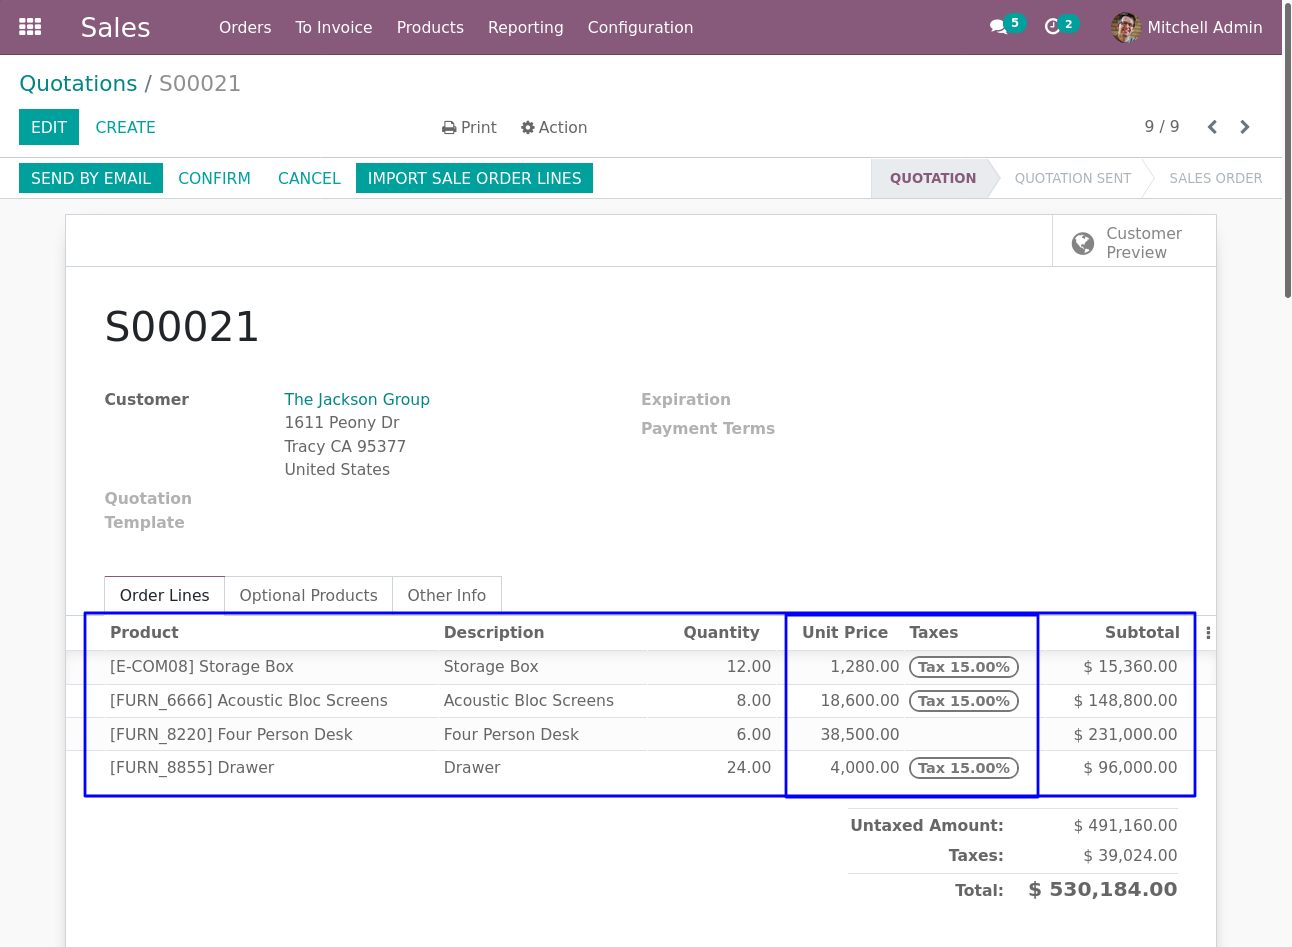 Sales Orders To Invoice Products Reporting Configuration 5 2 Mitchell Admin
Quotations / S00021
EDIT CREATE Print Action 9 / 9
SEND BY EMAIL CONFIRM CANCEL IMPORT SALE ORDER LINES QUOTATION QUOTATION SENT SALES ORDER
Customer
Preview
S00021
Customer The Jackson Group Expiration
1611 Peony Dr Payment Terms
Tracy CA 95377
United States
Quotation
Template
Order Lines Optional Products Other Info
Product Description Quantity Unit Price Taxes Subtotal
[E-COM08] Storage Box Storage Box 12.00 1,280.00 Tax 15.00% $ 15,360.00
[FURN_6666] Acoustic Bloc Screens Acoustic Bloc Screens 8.00 18,600.00 Tax 15.00% $ 148,800.00
[FURN_8220] Four Person Desk Four Person Desk 6.00 38,500.00 $ 231,000.00
[FURN_8855] Drawer Drawer 24.00 4,000.00 Tax 15.00% $ 96,000.00
Untaxed Amount: $ 491,160.00
Taxes: $ 39,024.00
Total: $ 530,184.00